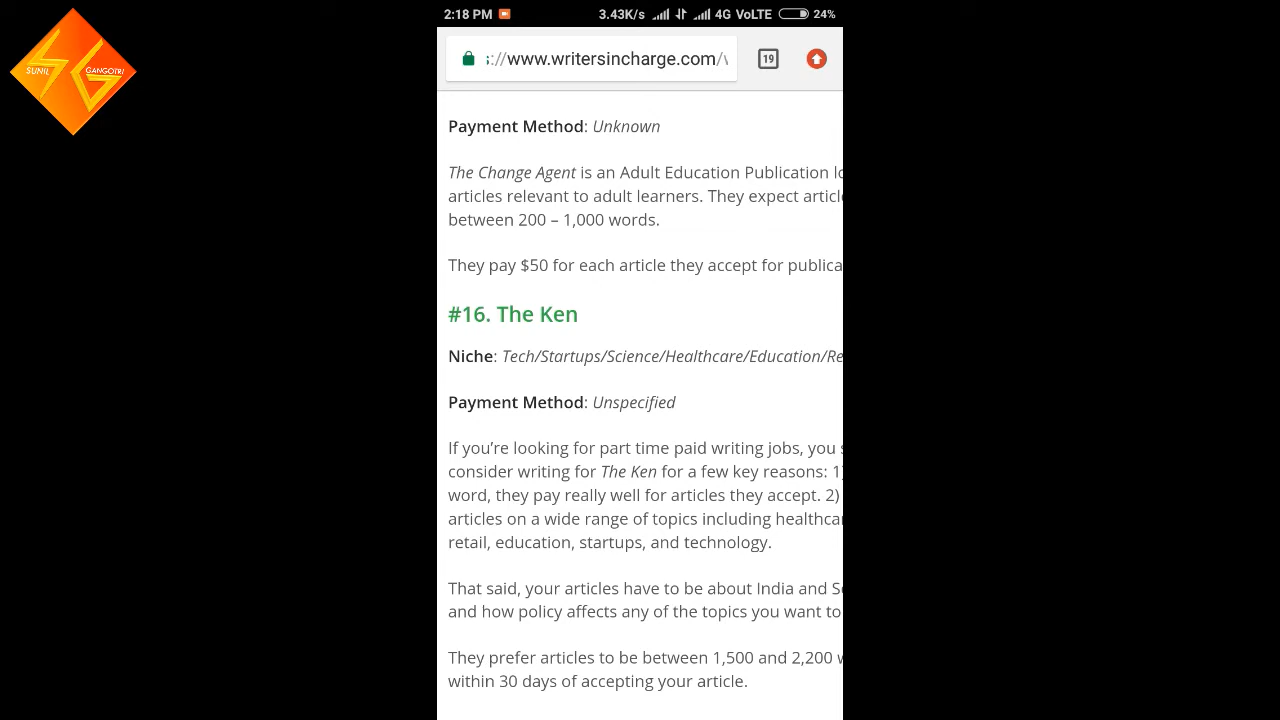 SUNIL
GANGOTRI
2:18 PM 3.43K/s 4G VoLTE 24%
://www.writersincharge.com/ 19
Payment Method: Unknown
The Change Agent is an Adult Education Publication
articles relevant to adult learners. They expect
between 200 – 1,000 words.
They pay $50 for each article they accept for
#16. The Ken
Niche: Tech/Startups/Science/Healthcare/Education/
Payment Method: Unspecified
If you’re looking for part time paid writing jobs, you
consider writing for The Ken for a few key reasons: 1)
word, they pay really well for articles they accept. 2)
articles on a wide range of topics including
retail, education, startups, and technology.
That said, your articles have to be about India and
and how policy affects any of the topics you want to
They prefer articles to be between 1,500 and 2,200
within 30 days of accepting your article.